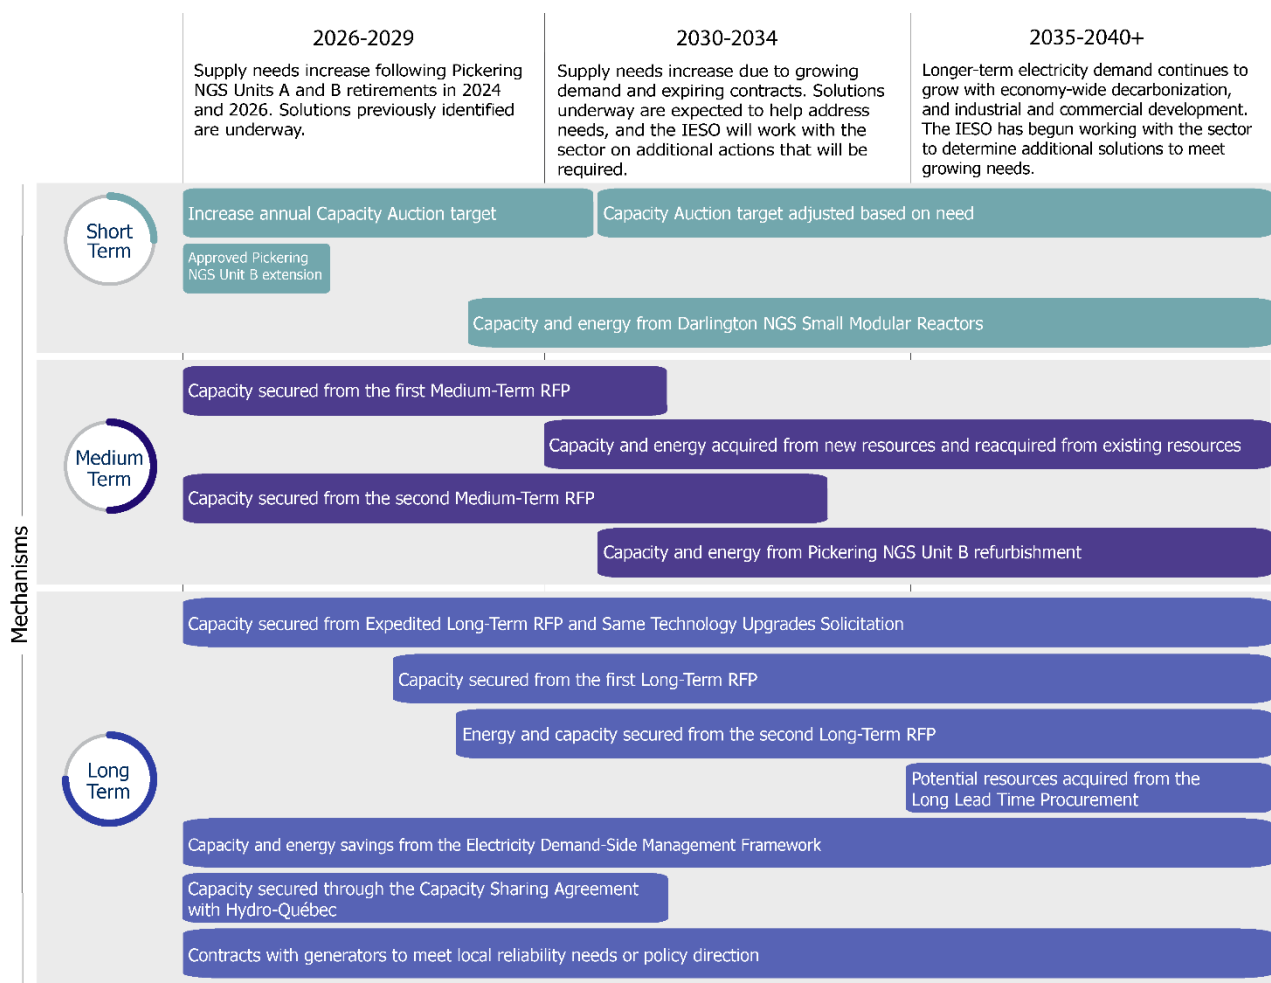 2026-2029
Supply needs increase following Pickering
NGS Units A and B retirements in 2024
and 2026. Solutions previously identified
are underway.
2030-2034
Supply needs increase due to growing
demand and expiring contracts. Solutions
underway are expected to help address
needs, and the IESO will work with the
sector on additional actions that will be
required.
2035-2040+
Longer-term electricity demand continues to
grow with economy-wide decarbonization,
and industrial and commercial development.
The IESO has begun working with the sector
to determine additional solutions to meet
growing needs.
Mechanisms
Short
Term
Increase annual Capacity Auction target
Capacity Auction target adjusted based on need
Approved Pickering
NGS Unit B extension
Capacity and energy from Darlington NGS Small Modular Reactors
Medium
Term
Capacity secured from the first Medium-Term RFP
Capacity and energy acquired from new resources and reacquired from existing resources
Capacity secured from the second Medium-Term RFP
Capacity and energy from Pickering NGS Unit B refurbishment
Long
Term
Capacity secured from Expedited Long-Term RFP and Same Technology Upgrades Solicitation
Capacity secured from the first Long-Term RFP
Energy and capacity secured from the second Long-Term RFP
Potential resources acquired from the
Long Lead Time Procurement
Capacity and energy savings from the Electricity Demand-Side Management Framework
Capacity secured through the Capacity Sharing Agreement
with Hydro-Québec
Contracts with generators to meet local reliability needs or policy direction